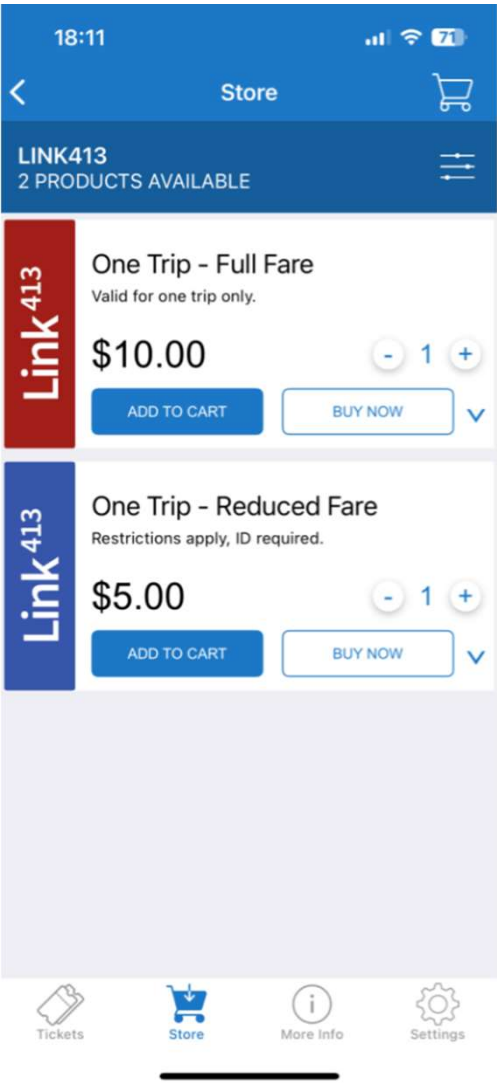 18:11
71
Store
LINK413
2 PRODUCTS AVAILABLE
Link413
One Trip - Full Fare
Valid for one trip only.
$10.00
- 1 +
ADD TO CART
BUY NOW
Link413
One Trip - Reduced Fare
Restrictions apply, ID required.
$5.00
- 1 +
ADD TO CART
BUY NOW
Tickets
Store
More Info
Settings